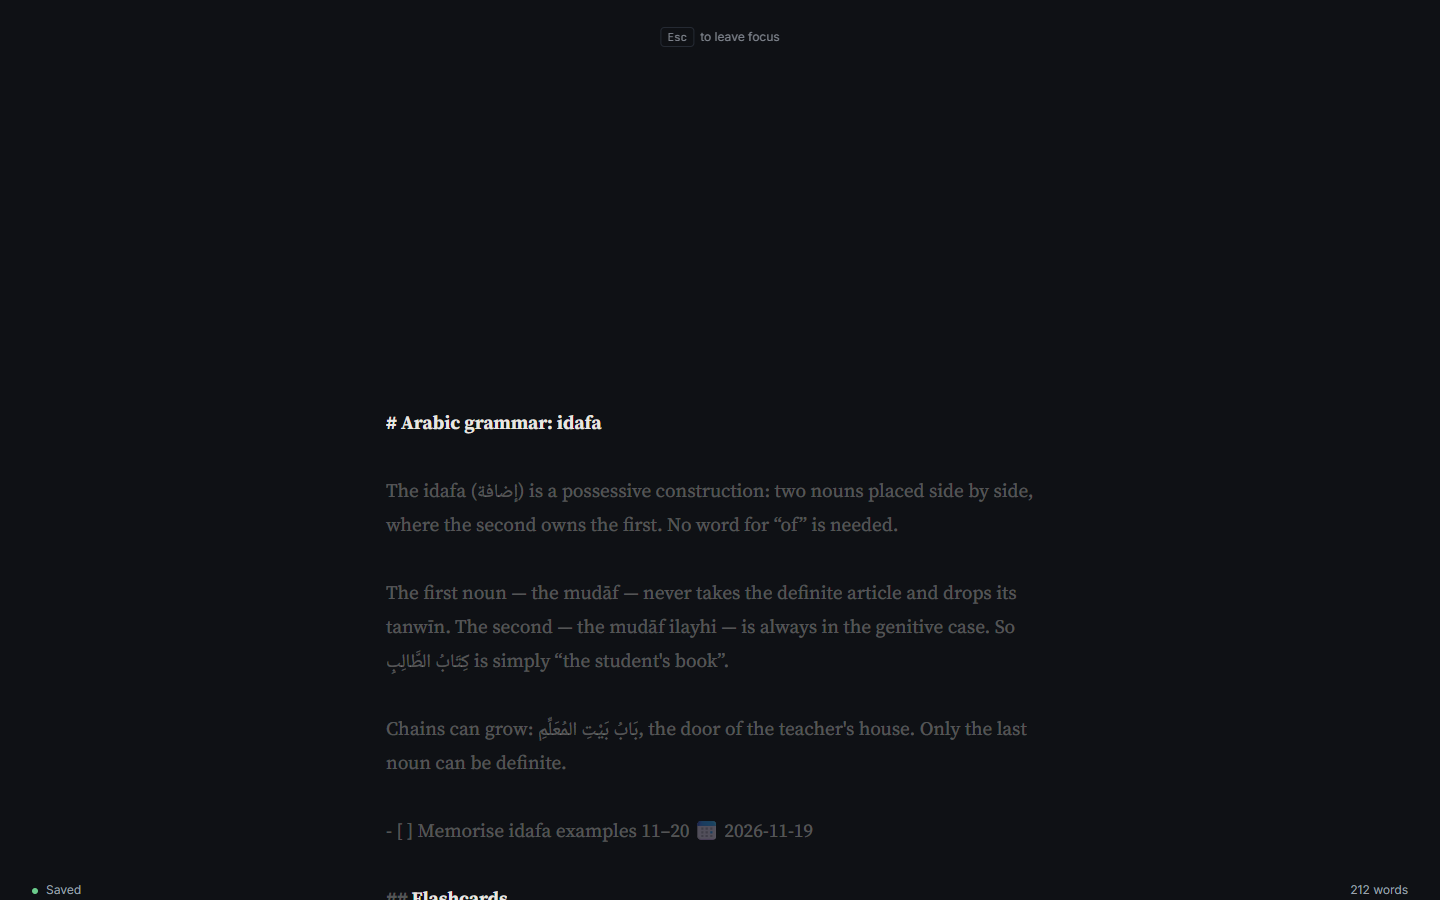 Esc to leave focus
# Arabic grammar: idafa
The idafa (إضافة) is a possessive construction: two nouns placed side by side,
where the second owns the first. No word for “of” is needed.
The first noun — the mudāf — never takes the definite article and drops its
tanwīn. The second — the mudāf ilayhi — is always in the genitive case. So
كِتَابُ الطَّالِبِ is simply “the student's book”.
Chains can grow: بَابُ بَيْتِ المُعَلِّمِ, the door of the teacher's house. Only the last
noun can be definite.
- [ ] Memorise idafa examples 11–20 📅 2026-11-19
## Flashcards
Saved
212 words